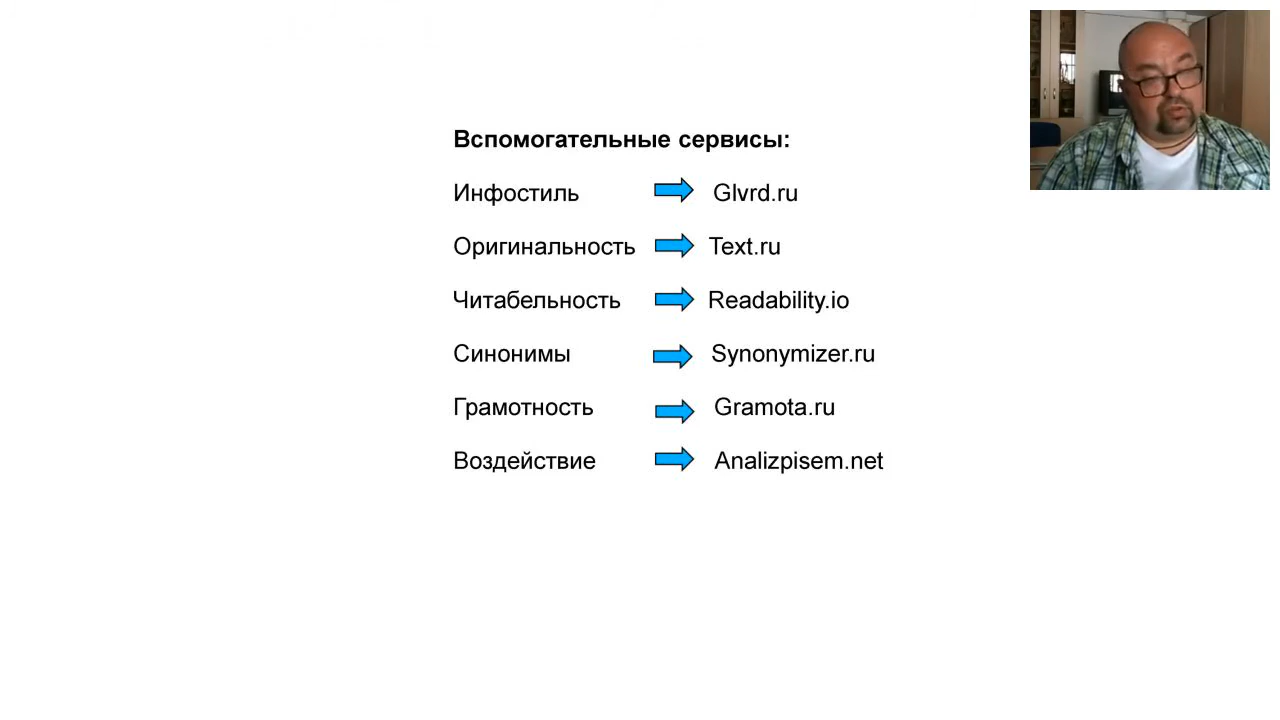 Вспомогательные сервисы:
Инфостиль Glvrd.ru
Оригинальность Text.ru
Читабельность Readability.io
Синонимы Synonymizer.ru
Грамотность Gramota.ru
Воздействие Analizpisem.net